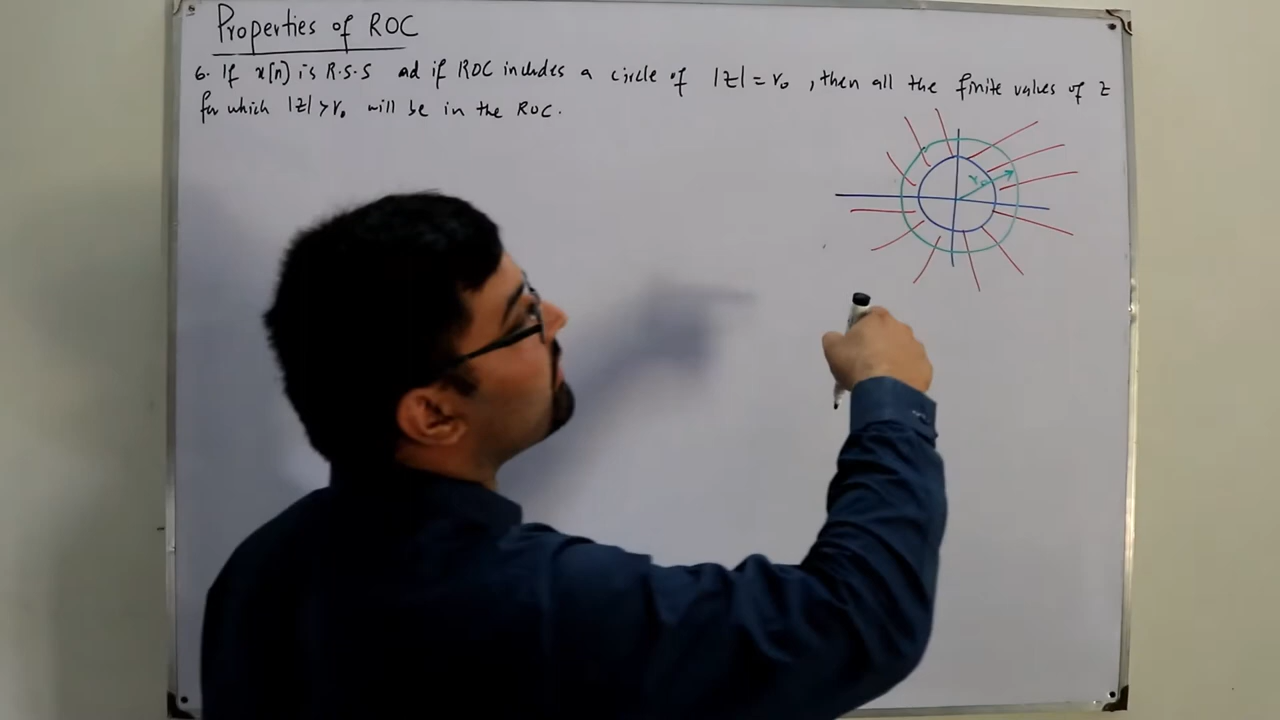 Properties of ROC
6. If x[n] is R.S.S ad if ROC includes a circle of |z| = r₀ , then all the finite values of z
for which |z| > r₀ will be in the ROC.
r₀